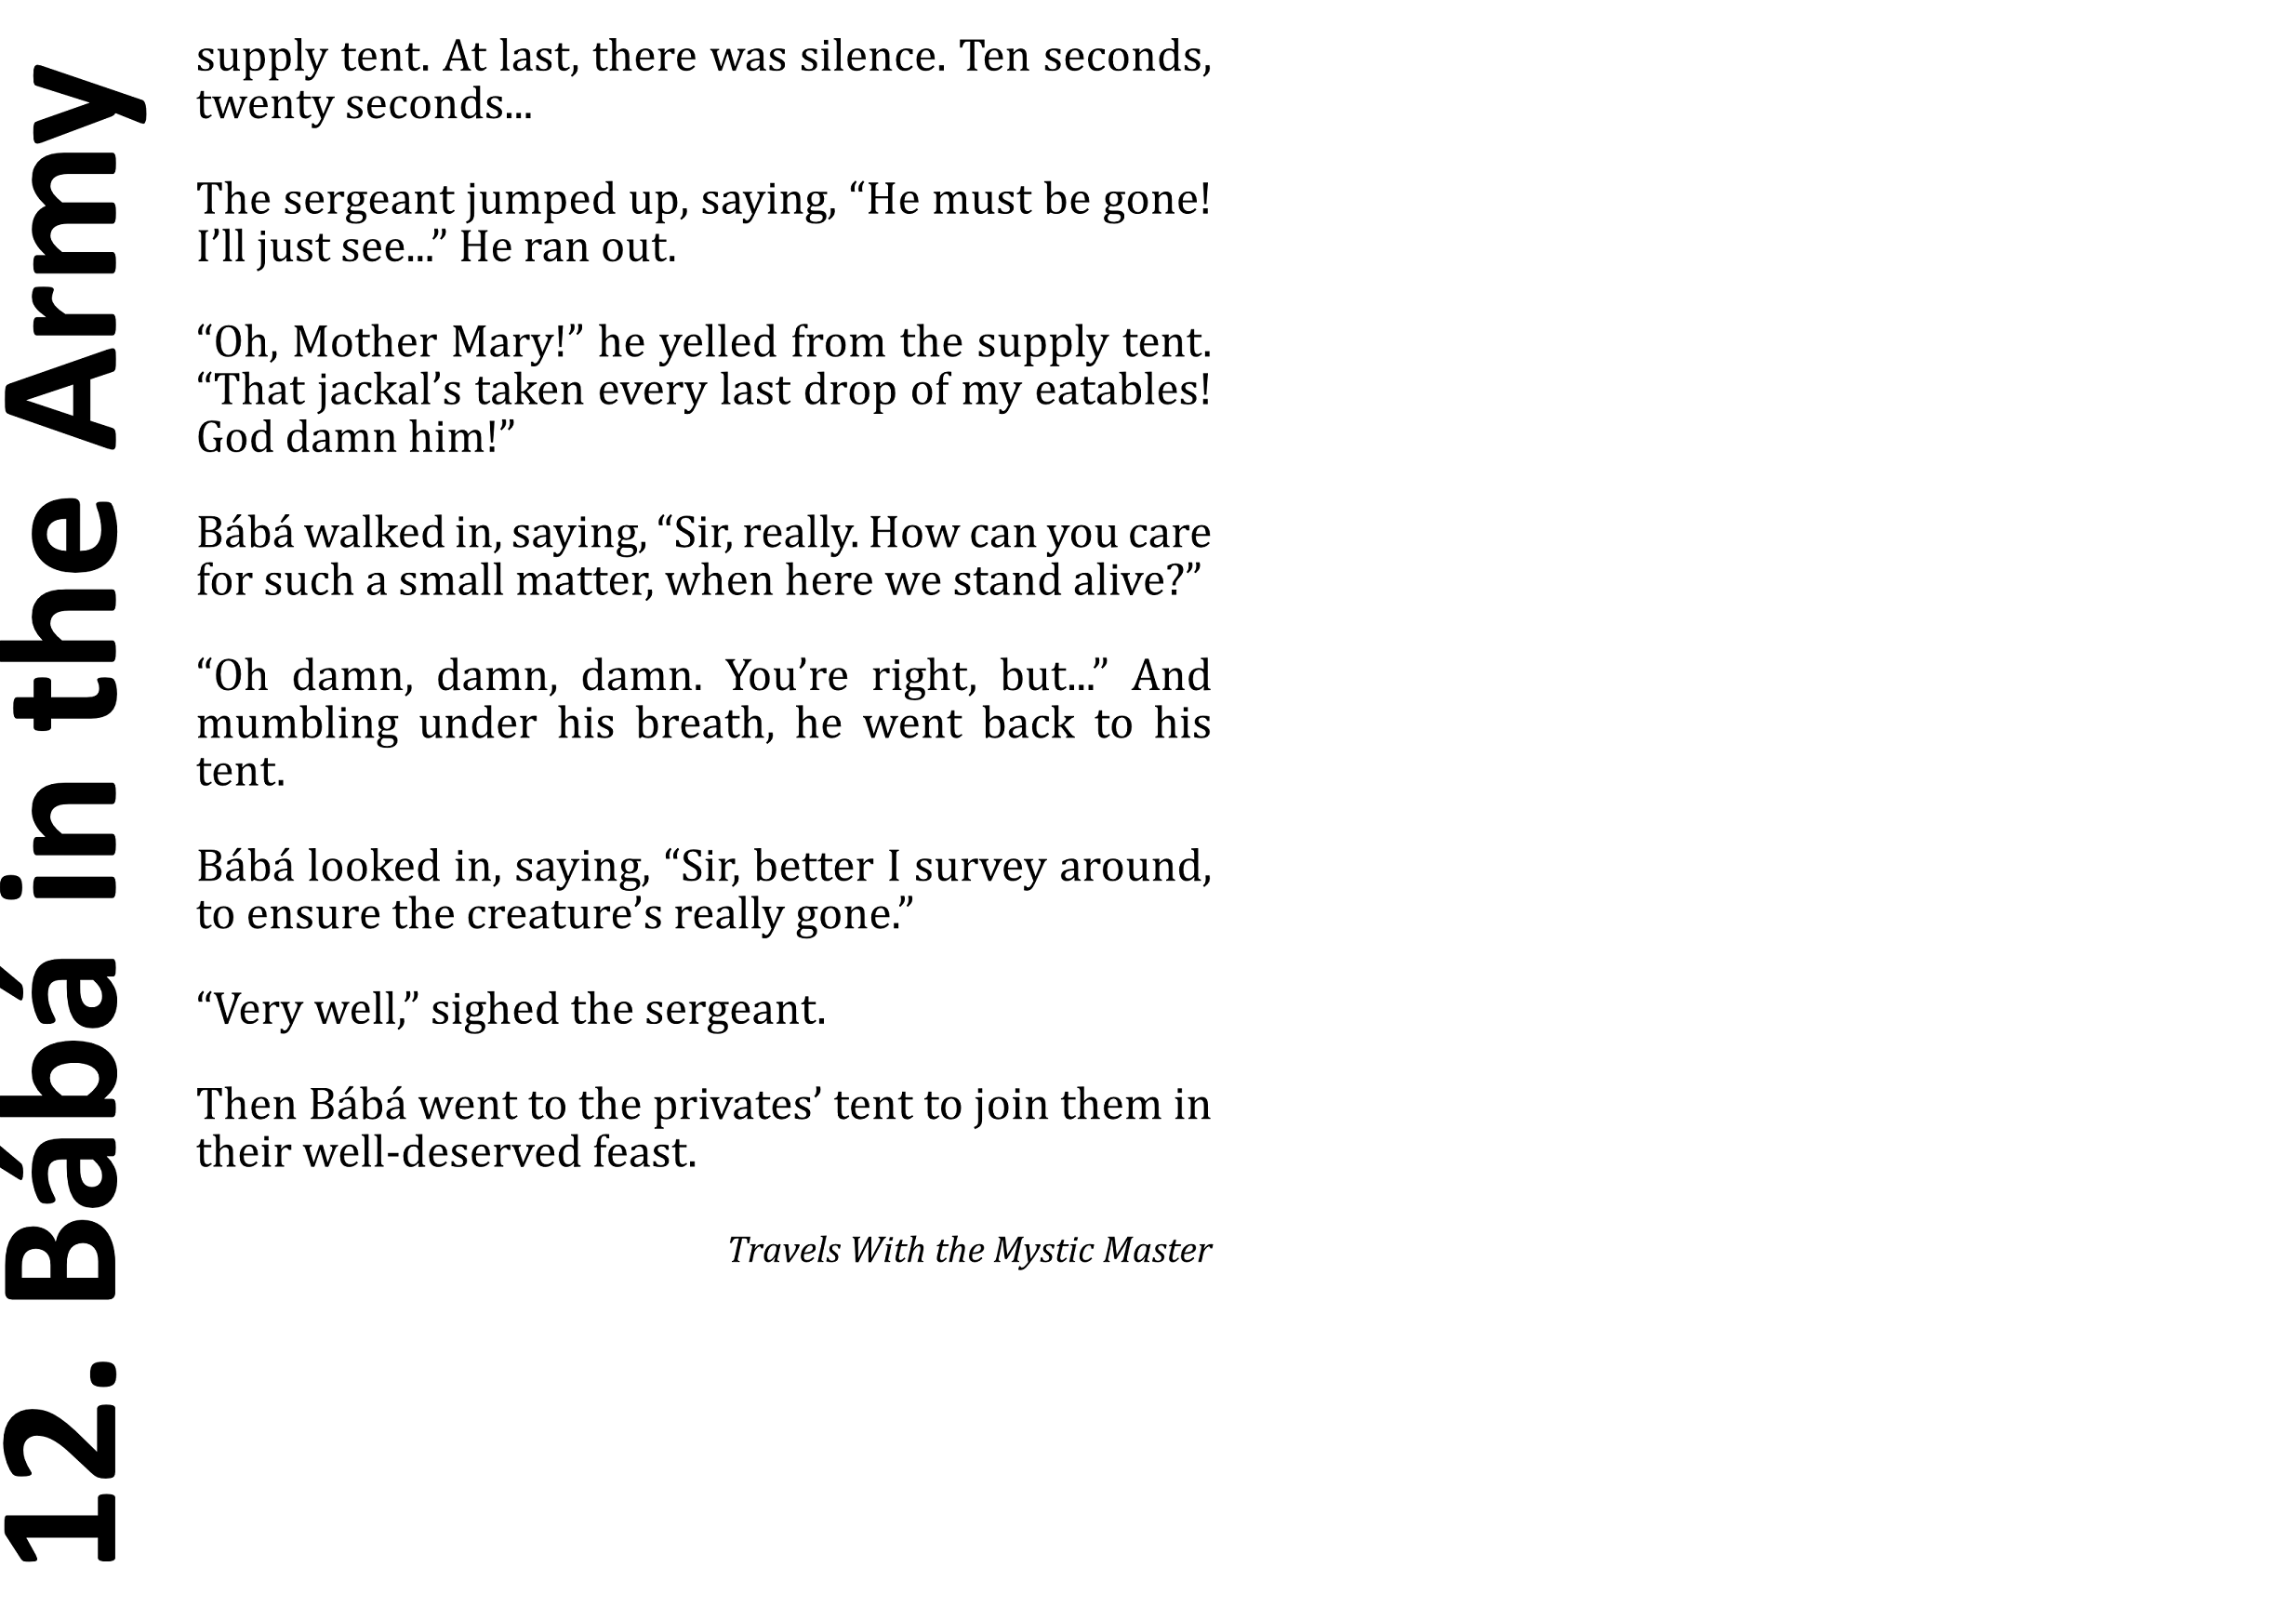 12. Bábá in the Army
supply tent. At last, there was silence. Ten seconds,
twenty seconds...
The sergeant jumped up, saying, “He must be gone!
I’ll just see...” He ran out.
“Oh, Mother Mary!” he yelled from the supply tent.
“That jackal’s taken every last drop of my eatables!
God damn him!”
Bábá walked in, saying, “Sir, really. How can you care
for such a small matter, when here we stand alive?”
“Oh damn, damn, damn. You’re right, but...” And
mumbling under his breath, he went back to his
tent.
Bábá looked in, saying, “Sir, better I survey around,
to ensure the creature’s really gone.”
“Very well,” sighed the sergeant.
Then Bábá went to the privates’ tent to join them in
their well-deserved feast.
Travels With the Mystic Master